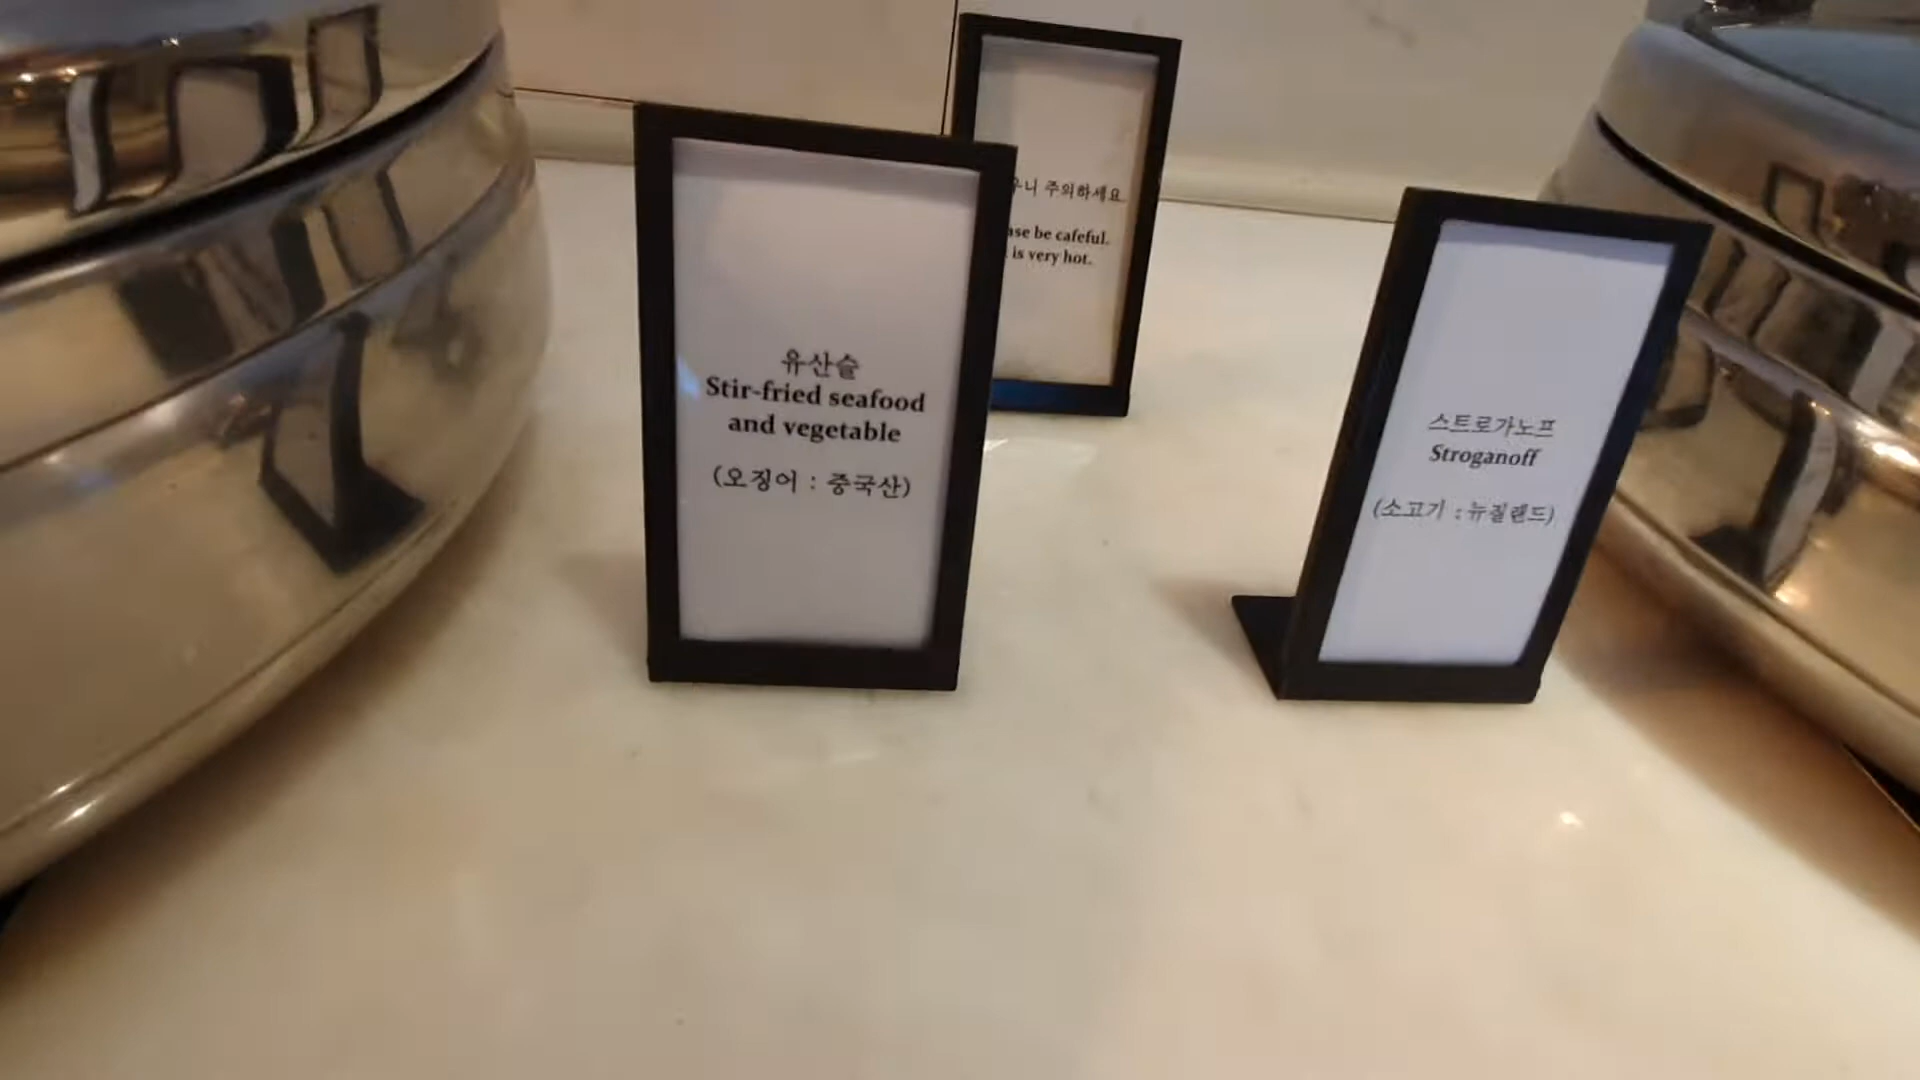 유산슬
Stir-fried seafood
and vegetable
(오징어 : 중국산)
주의하세요
be cafeful.
is very hot.
스트로가노프
Stroganoff
(소고기 : 뉴질랜드)